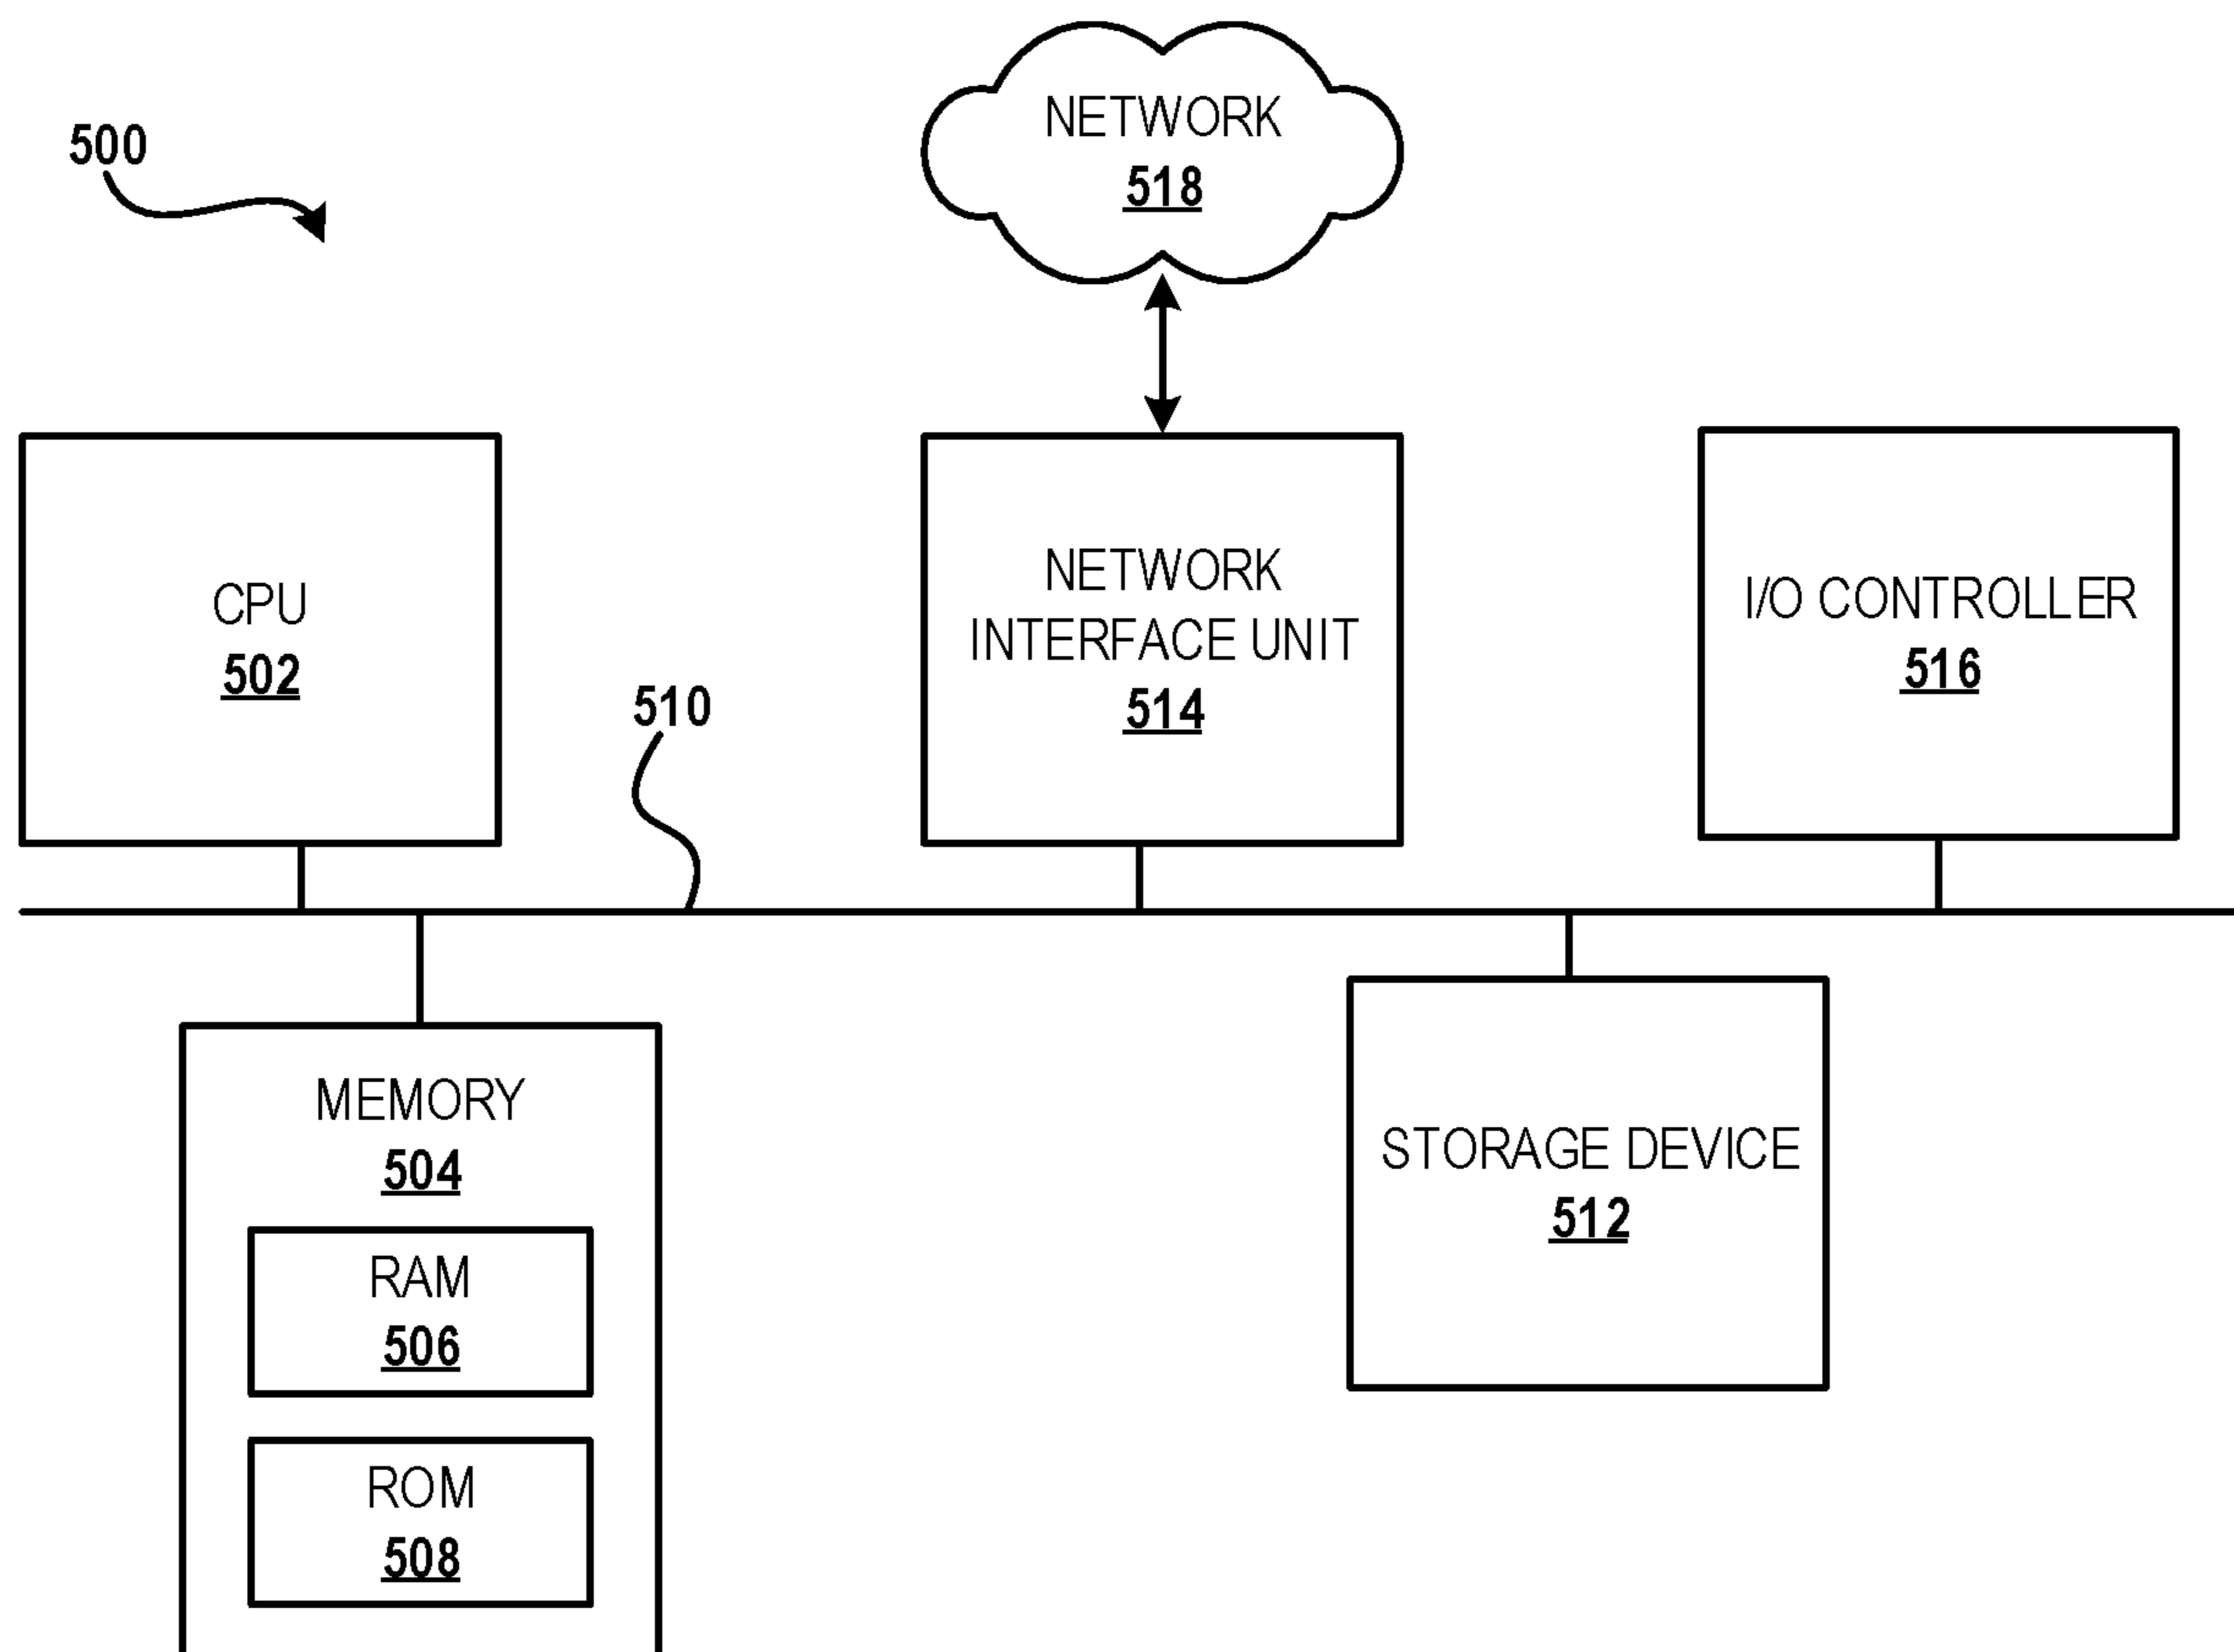 500
NETWORK
518
CPU
502
NETWORK
INTERFACE UNIT
514
I/O CONTROLLER
516
510
MEMORY
504
RAM
506
ROM
508
STORAGE DEVICE
512